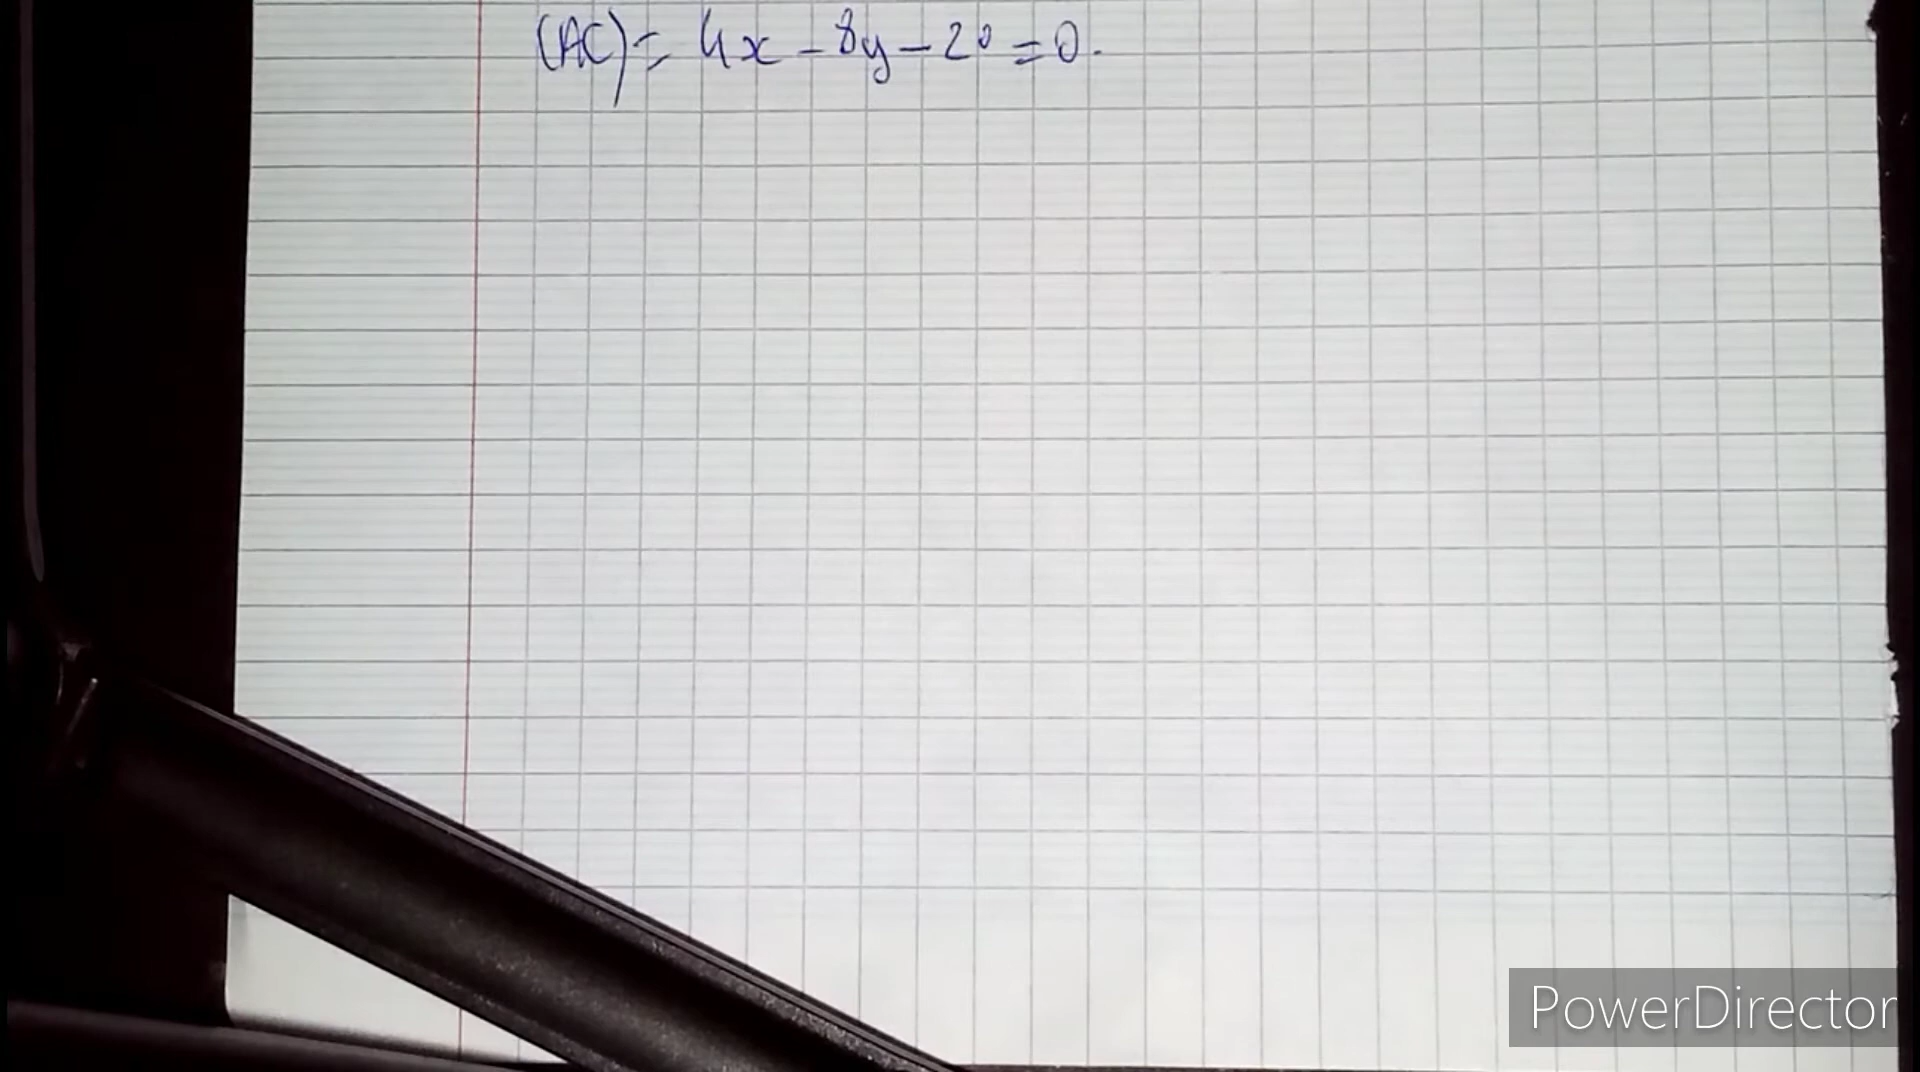 (AC) = 4x - 8y - 20 = 0.
PowerDirector